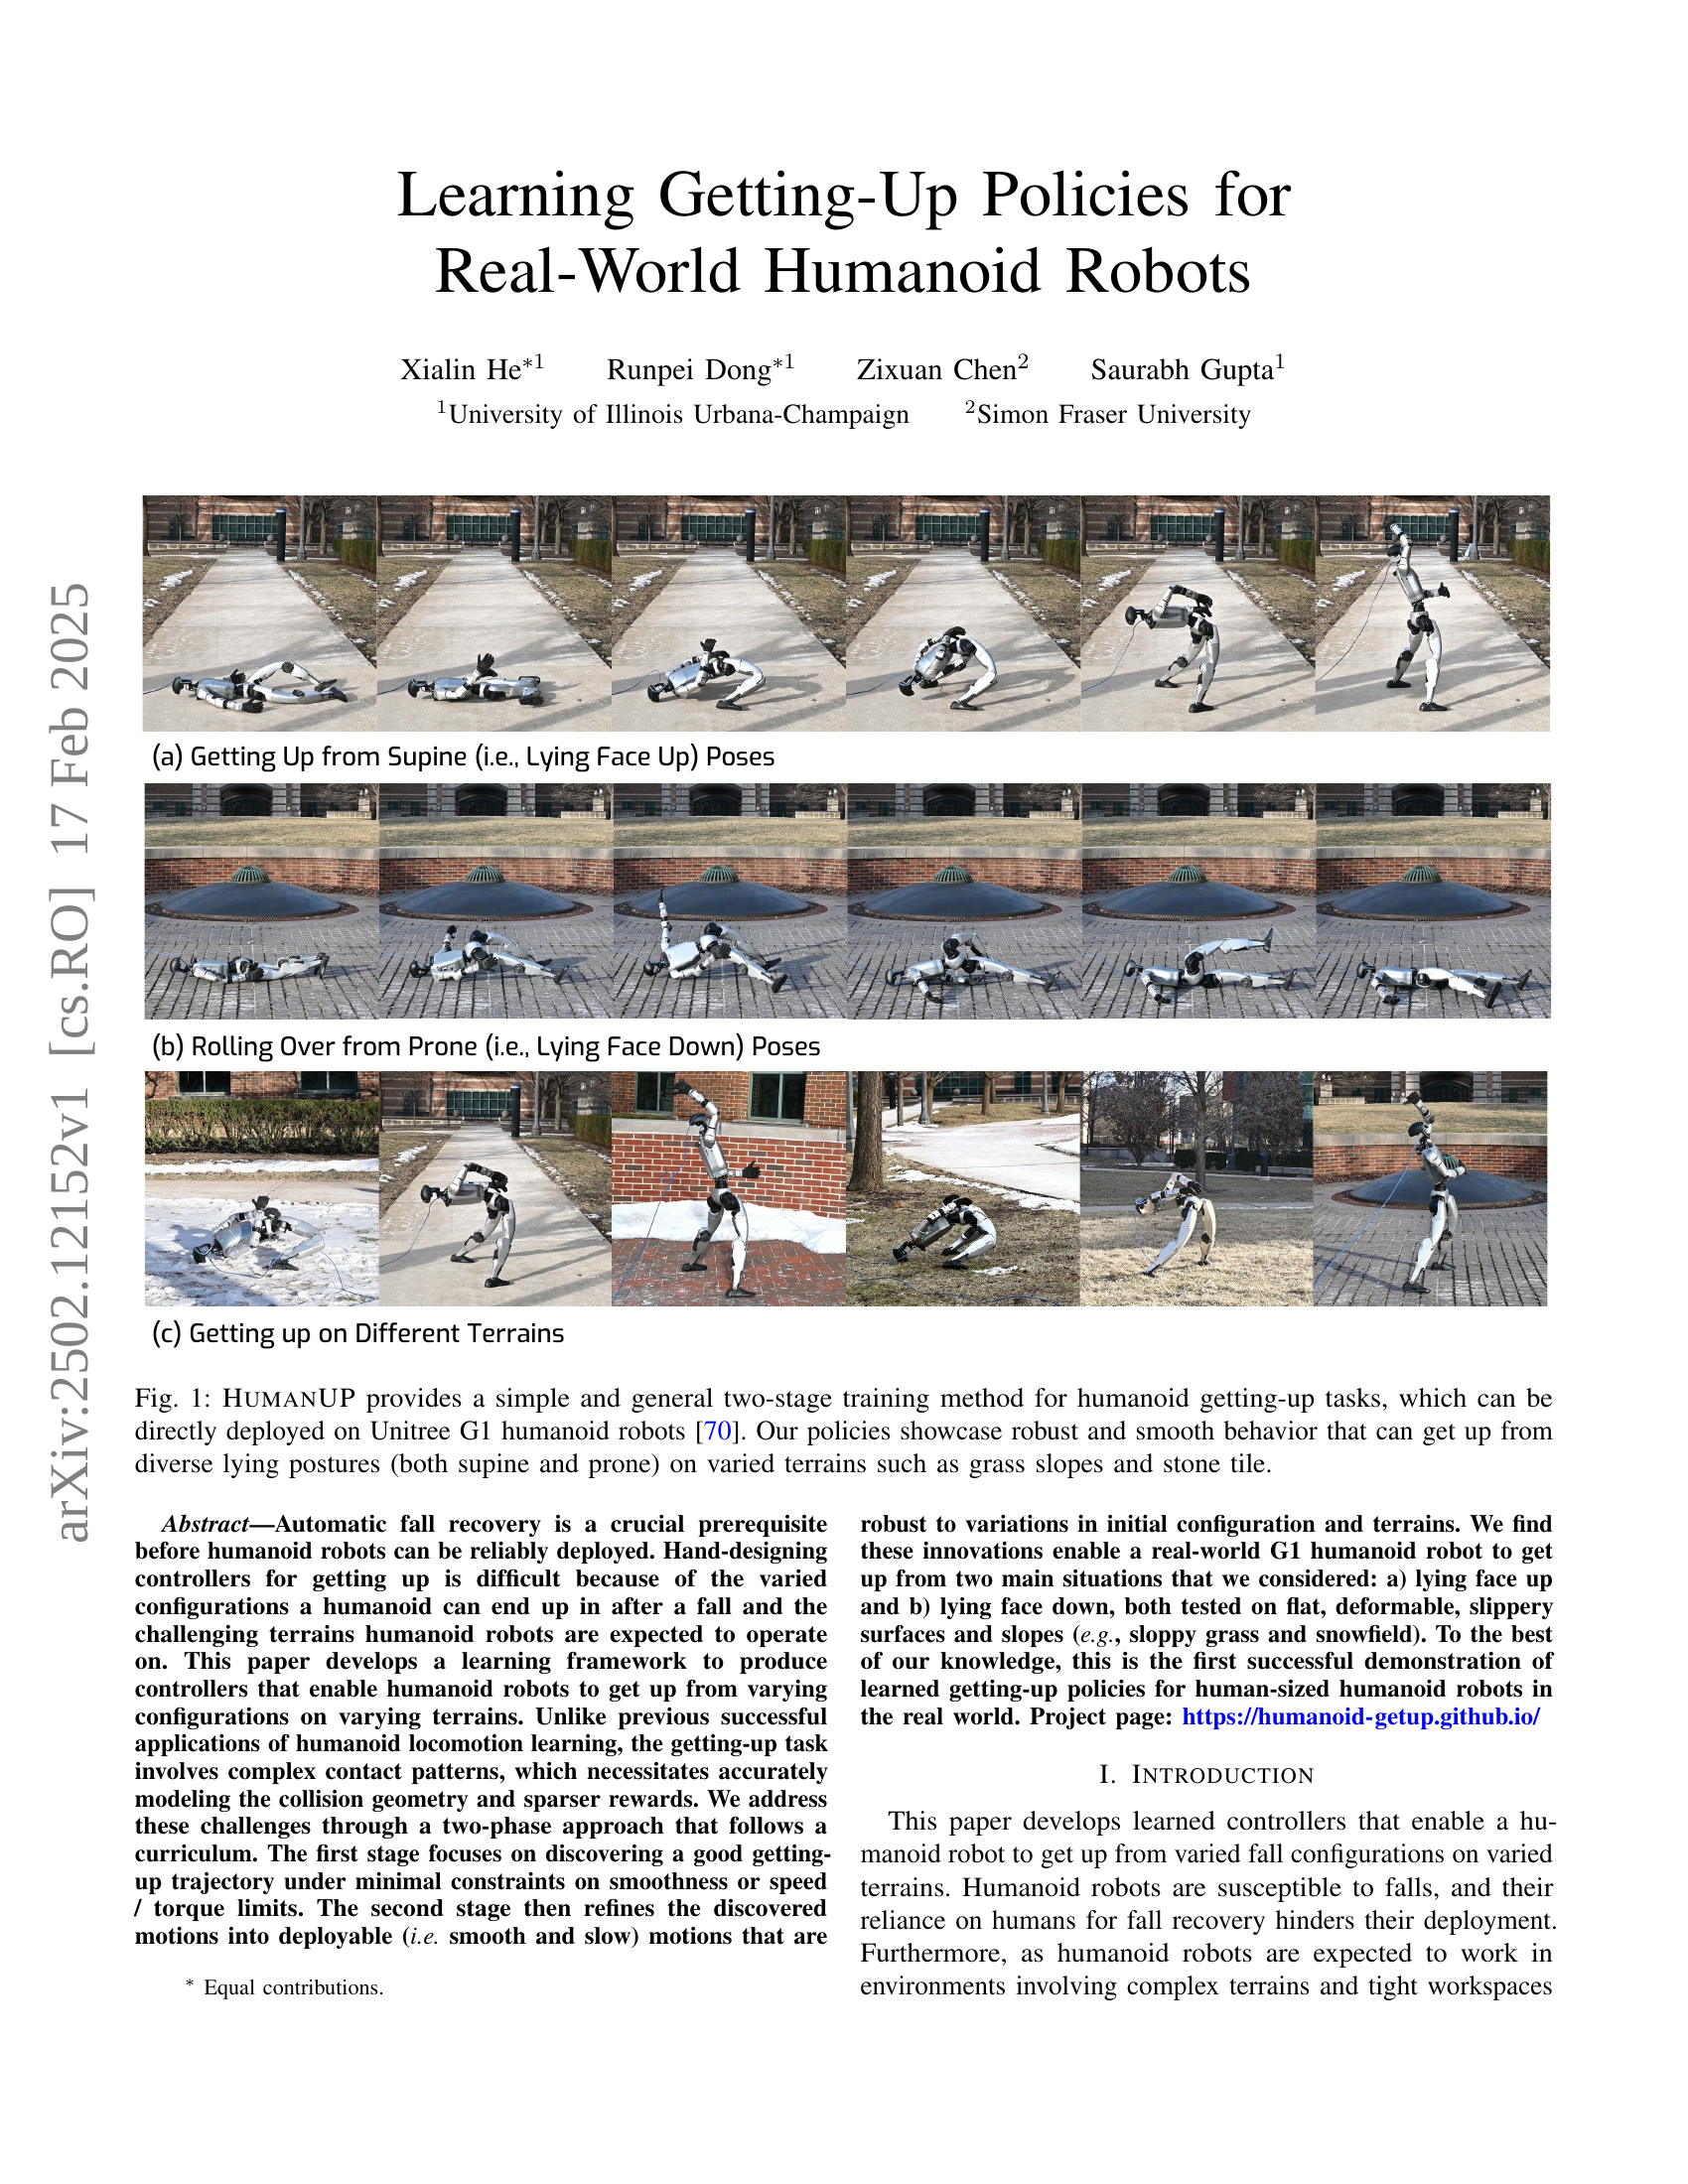 Learning Getting-Up Policies for
Real-World Humanoid Robots
Xialin He*1 Runpei Dong*1 Zixuan Chen2 Saurabh Gupta1
1University of Illinois Urbana-Champaign 2Simon Fraser University
arXiv:2502.12152v1 [cs.RO] 17 Feb 2025
(a) Getting Up from Supine (i.e., Lying Face Up) Poses
(b) Rolling Over from Prone (i.e., Lying Face Down) Poses
(c) Getting up on Different Terrains
Fig. 1: HUMANUP provides a simple and general two-stage training method for humanoid getting-up tasks, which can be
directly deployed on Unitree G1 humanoid robots [70]. Our policies showcase robust and smooth behavior that can get up from
diverse lying postures (both supine and prone) on varied terrains such as grass slopes and stone tile.
Abstract—Automatic fall recovery is a crucial prerequisite
before humanoid robots can be reliably deployed. Hand-designing
controllers for getting up is difficult because of the varied
configurations a humanoid can end up in after a fall and the
challenging terrains humanoid robots are expected to operate
on. This paper develops a learning framework to produce
controllers that enable humanoid robots to get up from varying
configurations on varying terrains. Unlike previous successful
applications of humanoid locomotion learning, the getting-up task
involves complex contact patterns, which necessitates accurately
modeling the collision geometry and sparser rewards. We address
these challenges through a two-phase approach that follows a
curriculum. The first stage focuses on discovering a good getting-
up trajectory under minimal constraints on smoothness or speed
/ torque limits. The second stage then refines the discovered
motions into deployable (i.e. smooth and slow) motions that are
* Equal contributions.
robust to variations in initial configuration and terrains. We find
these innovations enable a real-world G1 humanoid robot to get
up from two main situations that we considered: a) lying face up
and b) lying face down, both tested on flat, deformable, slippery
surfaces and slopes (e.g., sloppy grass and snowfield). To the best
of our knowledge, this is the first successful demonstration of
learned getting-up policies for human-sized humanoid robots in
the real world. Project page: https://humanoid-getup.github.io/
I. INTRODUCTION
This paper develops learned controllers that enable a hu-
manoid robot to get up from varied fall configurations on varied
terrains. Humanoid robots are susceptible to falls, and their
reliance on humans for fall recovery hinders their deployment.
Furthermore, as humanoid robots are expected to work in
environments involving complex terrains and tight workspaces